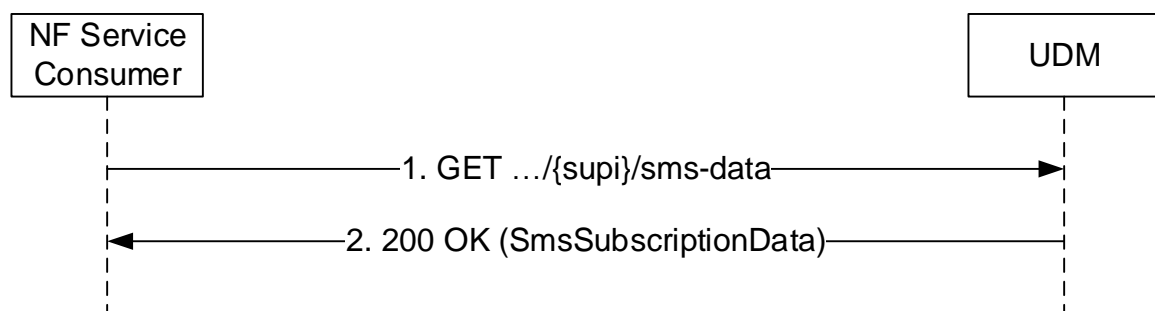 NF Service
Consumer
UDM
1. GET …/{supi}/sms-data
2. 200 OK (SmsSubscriptionData)